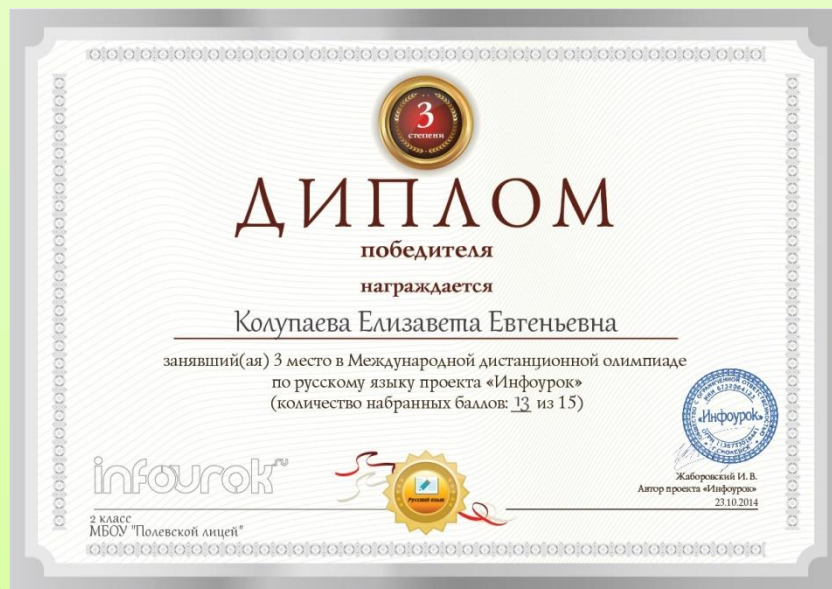 3
степени
ДИПЛОМ
победителя
награждается
Колупаева Елизавета Евгеньевна
занявший(ая) 3 место в Международной дистанционной олимпиаде
по русскому языку проекта «Инфоурок»
(количество набранных баллов: 13 из 15)
«Инфоурок»
infourok.ru
Русский язык
Жаборовский И. В.
Автор проекта «Инфоурок»
23.10.2014
2 класс
МБОУ "Полевской лицей"